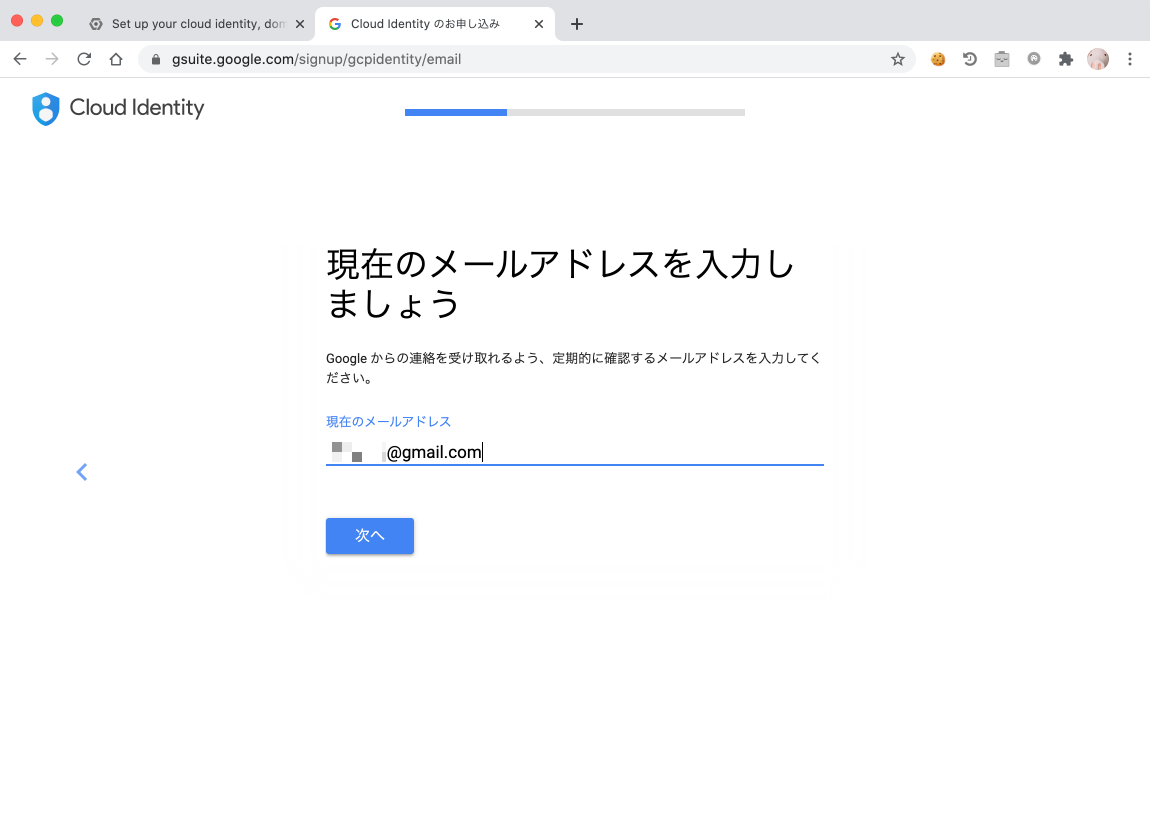 Set up your cloud identity, dom
Cloud Identity のお申し込み
gsuite.google.com/signup/gcpidentity/email
Cloud Identity
現在のメールアドレスを入力し
ましょう
Google からの連絡を受け取れるよう、定期的に確認するメールアドレスを入力してく
ださい。
現在のメールアドレス
@gmail.com
次へ